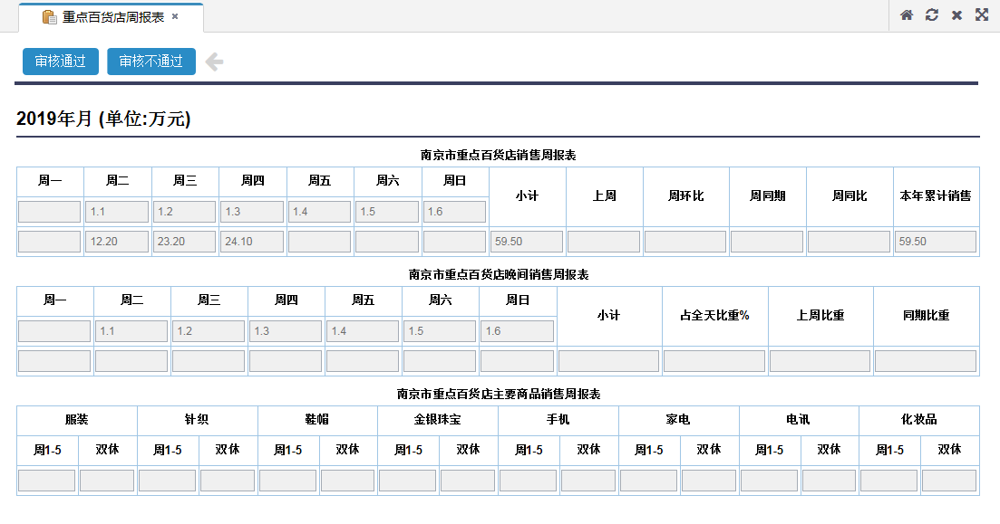 重点百货店周报表 ×
审核通过 审核不通过
2019年月 (单位:万元)
南京市重点百货店销售周报表
周一 周二 周三 周四 周五 周六 周日 小计 上周 周环比 周同期 周同比 本年累计销售
1.1 1.2 1.3 1.4 1.5 1.6
12.20 23.20 24.10 59.50 59.50
南京市重点百货店晚间销售周报表
周一 周二 周三 周四 周五 周六 周日 小计 占全天比重% 上周比重 同期比重
1.1 1.2 1.3 1.4 1.5 1.6
南京市重点百货店主要商品销售周报表
服装 针织 鞋帽 金银珠宝 手机 家电 电讯 化妆品
周1-5 双休 周1-5 双休 周1-5 双休 周1-5 双休 周1-5 双休 周1-5 双休 周1-5 双休 周1-5 双休